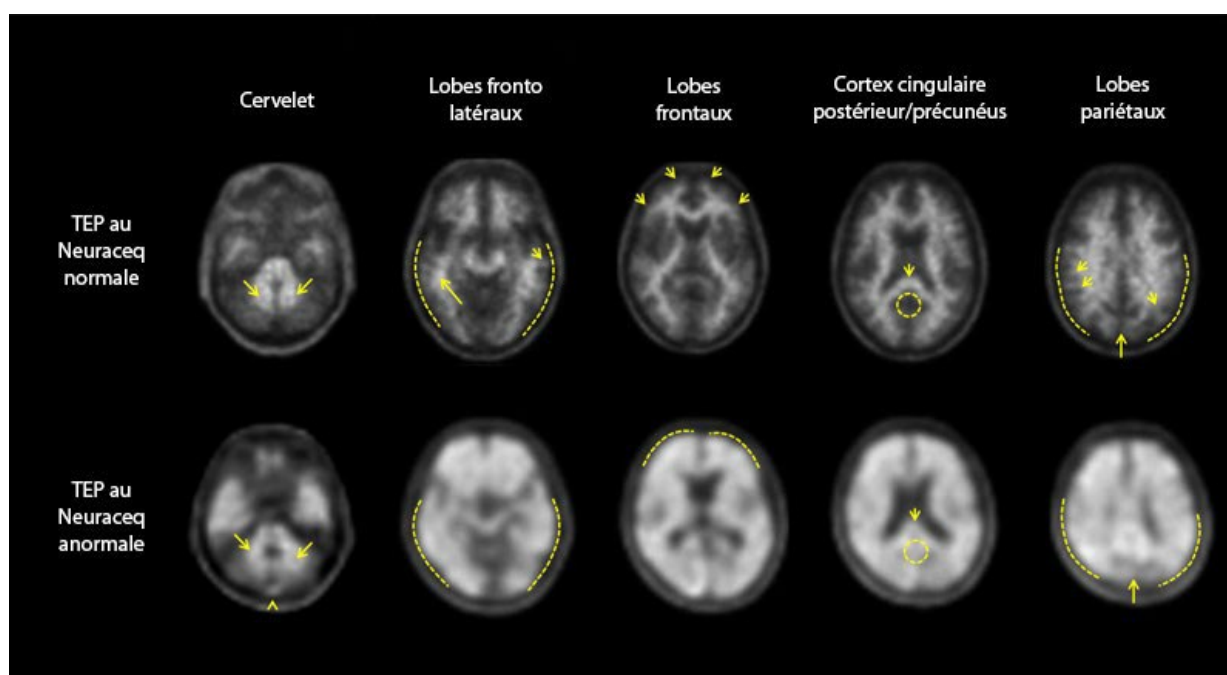 Cervelet
Lobes fronto
latéraux
Lobes
frontaux
Cortex cingulaire
postérieur/précunéus
Lobes
pariétaux
TEP au
Neuraceq
normale
TEP au
Neuraceq
anormale